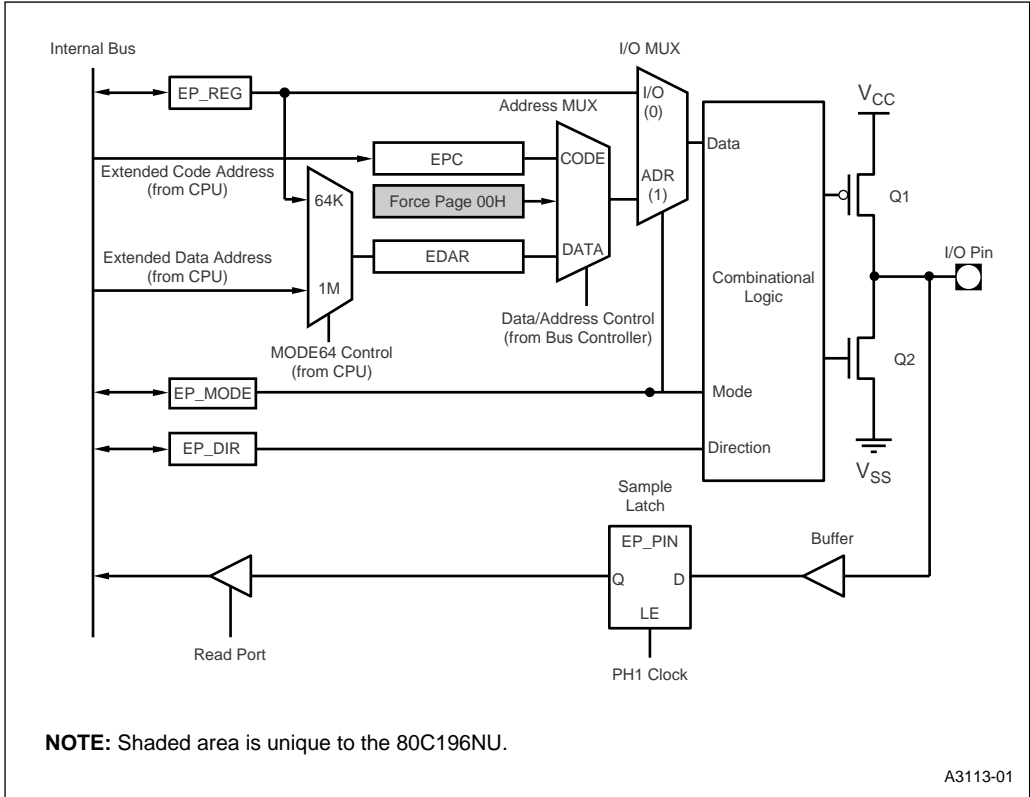 Internal Bus
I/O MUX
EP_REG
Address MUX
I/O
(0)
VCC
EPC
CODE
Data
Extended Code Address
(from CPU)
ADR
(1)
64K
Force Page 00H
Q1
Extended Data Address
(from CPU)
EDAR
DATA
I/O Pin
1M
Combinational
Logic
Data/Address Control
(from Bus Controller)
MODE64 Control
(from CPU)
Q2
EP_MODE
Mode
EP_DIR
Direction
VSS
Sample
Latch
EP_PIN
Buffer
Q
D
LE
Read Port
PH1 Clock
NOTE: Shaded area is unique to the 80C196NU.
A3113-01